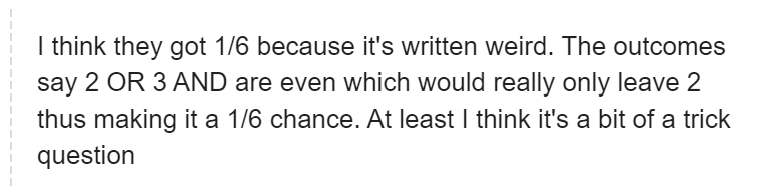 I think they got 1/6 because it's written weird. The outcomes
say 2 OR 3 AND are even which would really only leave 2
thus making it a 1/6 chance. At least I think it's a bit of a trick
question